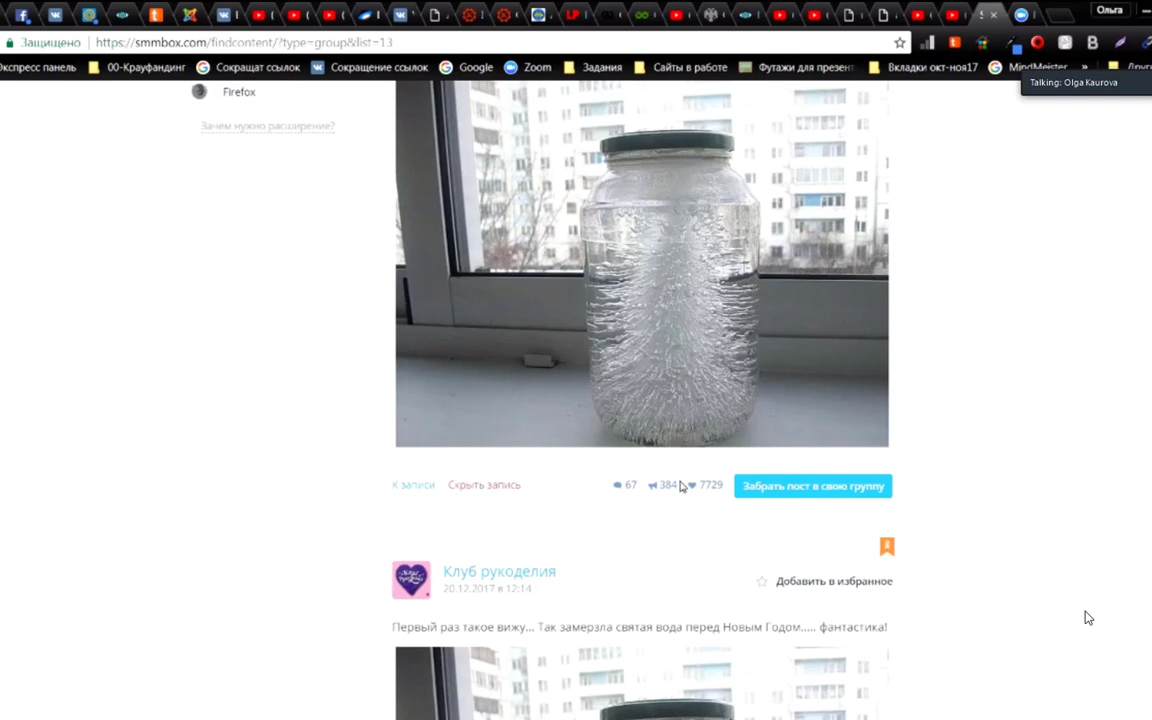 Ольга
Защищено
https://smmbox.com/findcontent/?type=group&list=13
Экспресс панель
00-Крауфандинг
Сокращат ссылок
Сокращение ссылок
Google
Zoom
Задания
Сайты в работе
Футажи для презент
Вкладки окт-ноя17
MindMeister
»
Други
Talking: Olga Kaurova
Firefox
Зачем нужно расширение?
К записи
Скрыть запись
67
384
7729
Забрать пост в свою группу
Клуб рукоделия
20.12.2017 в 12:14
Добавить в избранное
Первый раз такое вижу... Так замерзла святая вода перед Новым Годом..... фантастика!